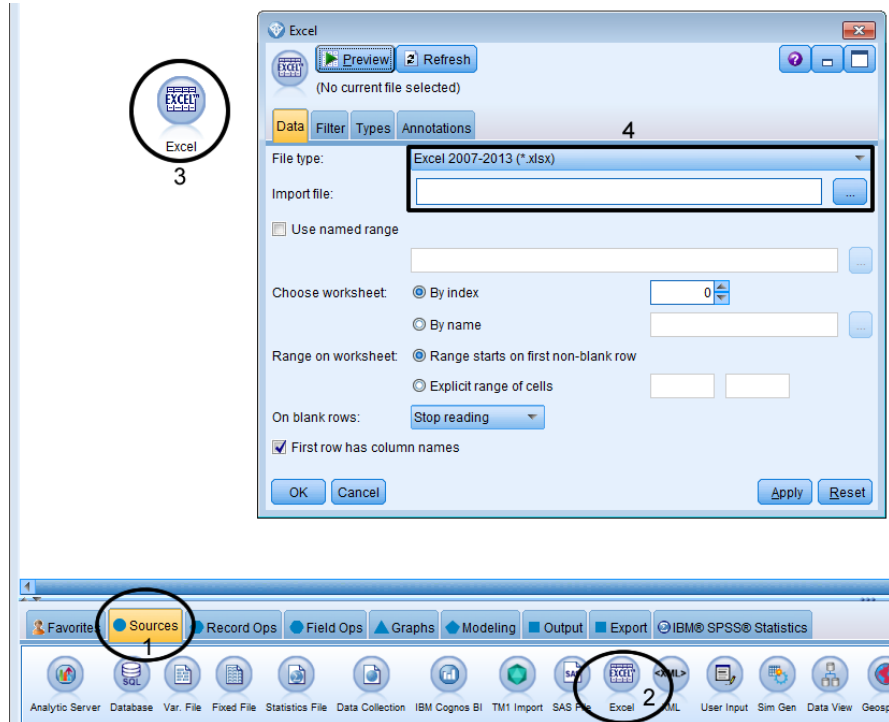 Excel
Preview Refresh
EXCEL
(No current file selected)
Data Filter Types Annotations
4
File type: Excel 2007-2013 (*.xlsx)
Import file: ...
Use named range
...
Choose worksheet: By index 0
By name ...
Range on worksheet: Range starts on first non-blank row
Explicit range of cells
On blank rows: Stop reading
First row has column names
OK Cancel Apply Reset
EXCEL
Excel
3
Favorites Sources Record Ops Field Ops Graphs Modeling Output Export IBM® SPSS® Statistics
1
SQL SAS EXCEL <XML>
2
Analytic Server Database Var. File Fixed File Statistics File Data Collection IBM Cognos BI TM1 Import SAS File Excel XML User Input Sim Gen Data View